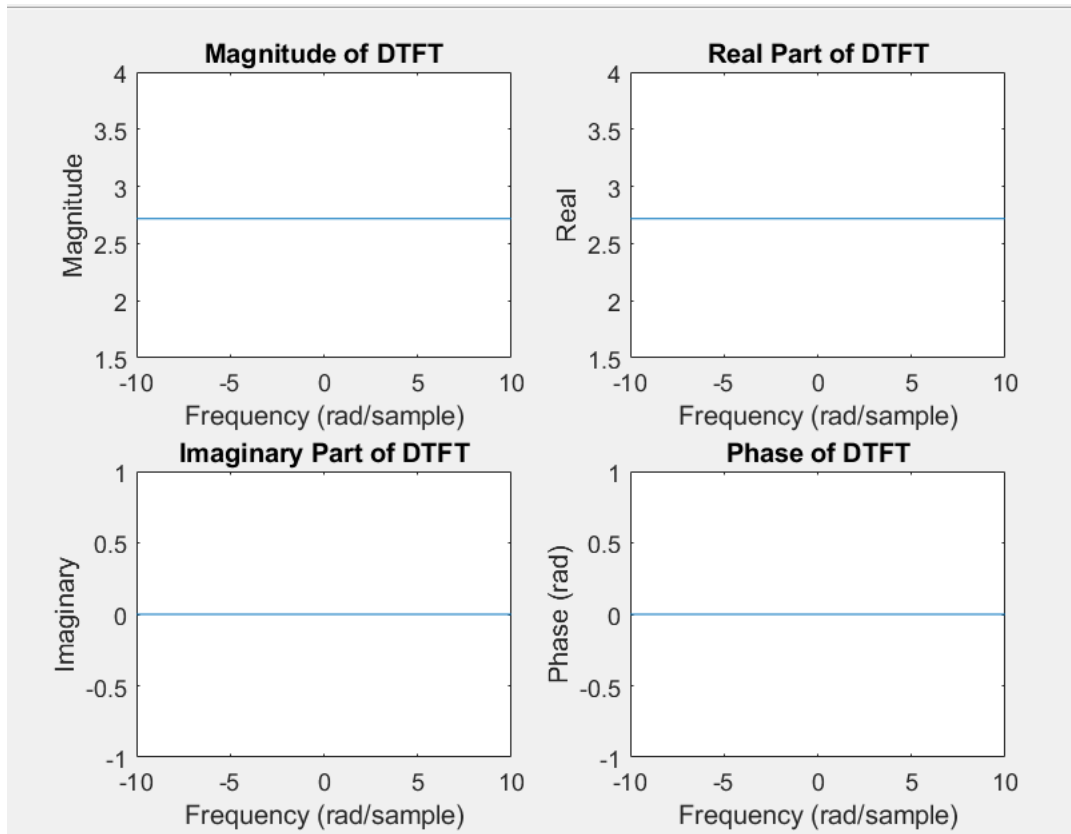 Magnitude of DTFT
4
3.5
3
2.5
2
1.5
Magnitude
-10 -5 0 5 10
Frequency (rad/sample)
Real Part of DTFT
4
3.5
3
2.5
2
1.5
Real
-10 -5 0 5 10
Frequency (rad/sample)
Imaginary Part of DTFT
1
0.5
0
-0.5
-1
Imaginary
-10 -5 0 5 10
Frequency (rad/sample)
Phase of DTFT
1
0.5
0
-0.5
-1
Phase (rad)
-10 -5 0 5 10
Frequency (rad/sample)